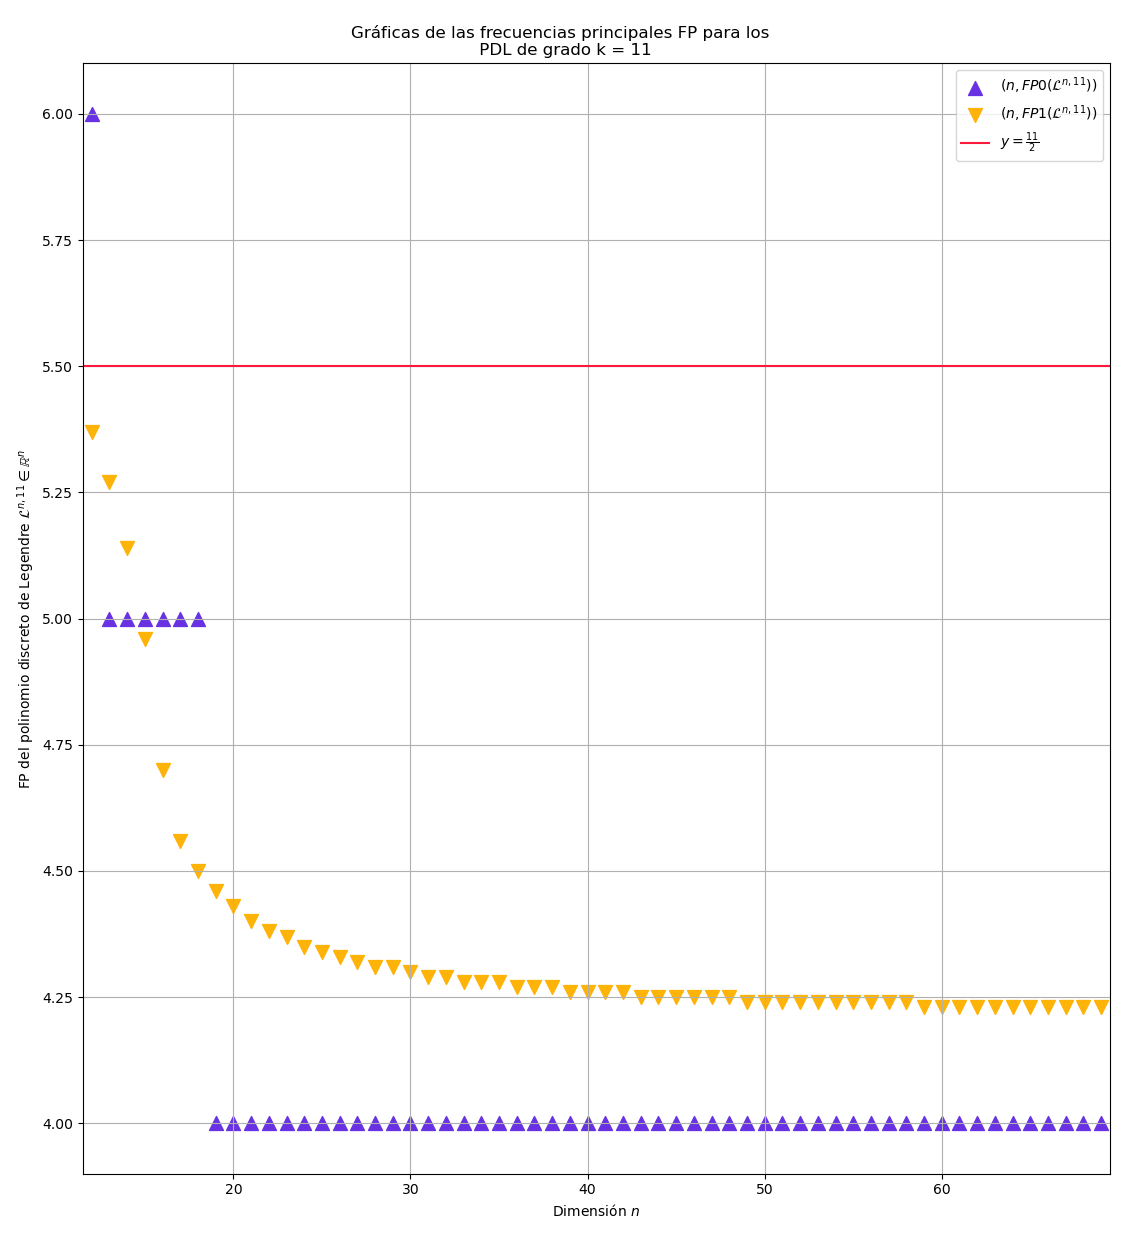 Gráficas de las frecuencias principales FP para los
PDL de grado k = 11
(n, FP0(ℒ^{n,11}))
(n, FP1(ℒ^{n,11}))
y = 11/2
6.00
5.75
5.50
5.25
5.00
4.75
4.50
4.25
4.00
FP del polinomio discreto de Legendre ℒ^{n,11} ∈ ℝ^n
20 30 40 50 60
Dimensión n